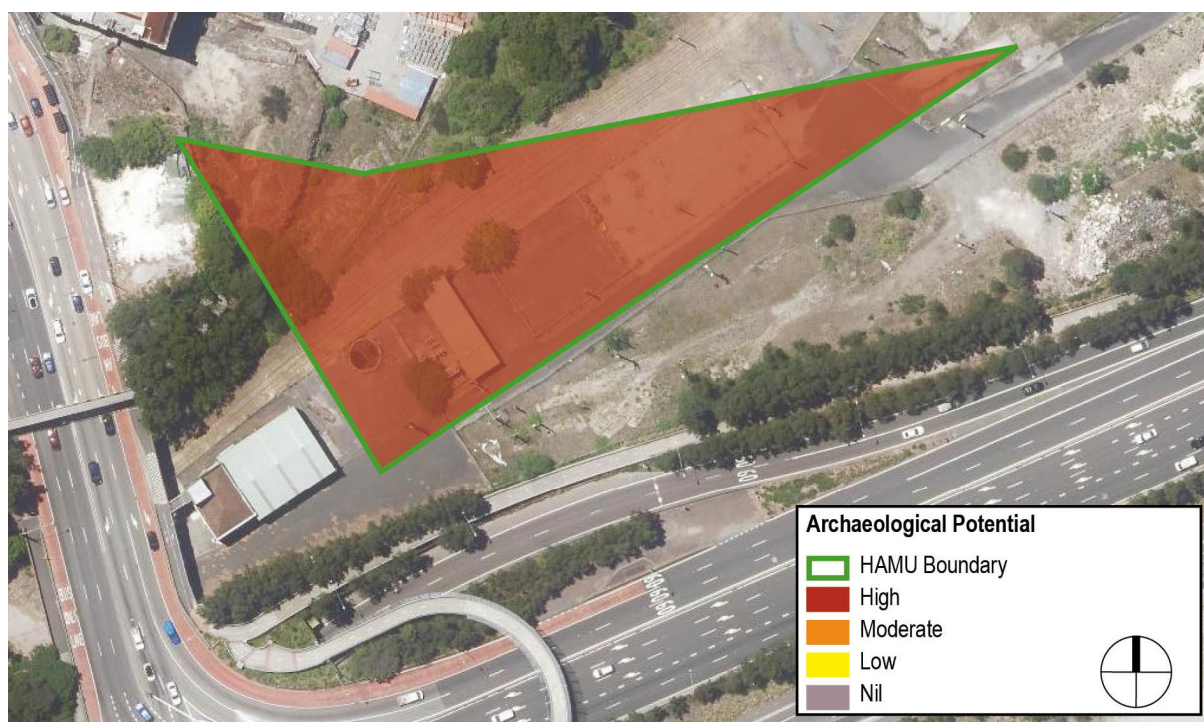 Archaeological Potential
HAMU Boundary
High
Moderate
Low
Nil